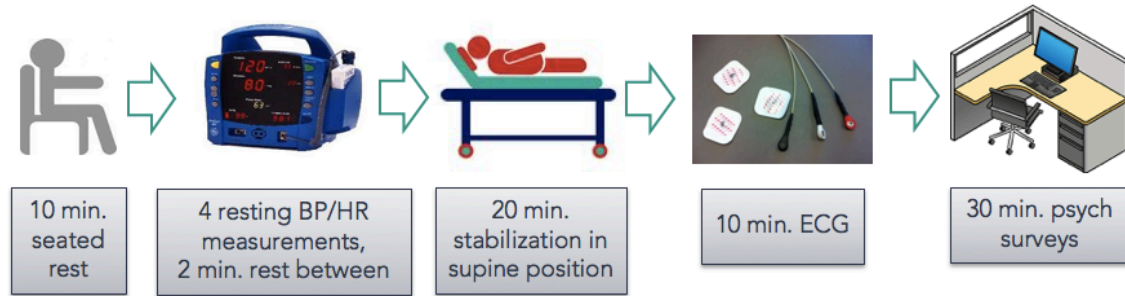 120
80
63
10 min.
seated
rest
4 resting BP/HR
measurements,
2 min. rest between
20 min.
stabilization in
supine position
10 min. ECG
30 min. psych
surveys